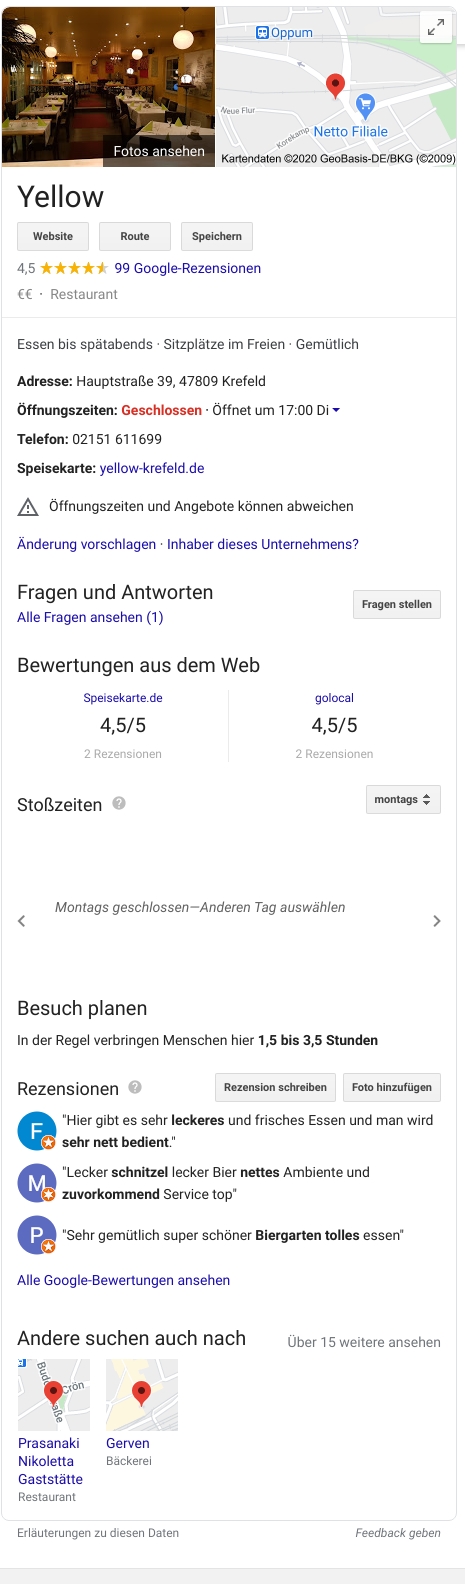 Oppum
Neue Flur
Korekamp
Netto Filiale
Fotos ansehen
Kartendaten ©2020 GeoBasis-DE/BKG (©2009)
Yellow
Website Route Speichern
4,5 99 Google-Rezensionen
€€ · Restaurant
Essen bis spätabends · Sitzplätze im Freien · Gemütlich
Adresse: Hauptstraße 39, 47809 Krefeld
Öffnungszeiten: Geschlossen · Öffnet um 17:00 Di
Telefon: 02151 611699
Speisekarte: yellow-krefeld.de
Öffnungszeiten und Angebote können abweichen
Änderung vorschlagen · Inhaber dieses Unternehmens?
Fragen und Antworten
Alle Fragen ansehen (1)
Fragen stellen
Bewertungen aus dem Web
Speisekarte.de golocal
4,5/5 4,5/5
2 Rezensionen 2 Rezensionen
Stoßzeiten ? montags
Montags geschlossen—Anderen Tag auswählen
Besuch planen
In der Regel verbringen Menschen hier 1,5 bis 3,5 Stunden
Rezensionen ? Rezension schreiben Foto hinzufügen
F
"Hier gibt es sehr leckeres und frisches Essen und man wird
sehr nett bedient."
M
"Lecker schnitzel lecker Bier nettes Ambiente und
zuvorkommend Service top"
P
"Sehr gemütlich super schöner Biergarten tolles essen"
Alle Google-Bewertungen ansehen
Andere suchen auch nach Über 15 weitere ansehen
Crön
Prasanaki
Nikoletta
Gaststätte
Restaurant
Gerven
Bäckerei
Erläuterungen zu diesen Daten Feedback geben